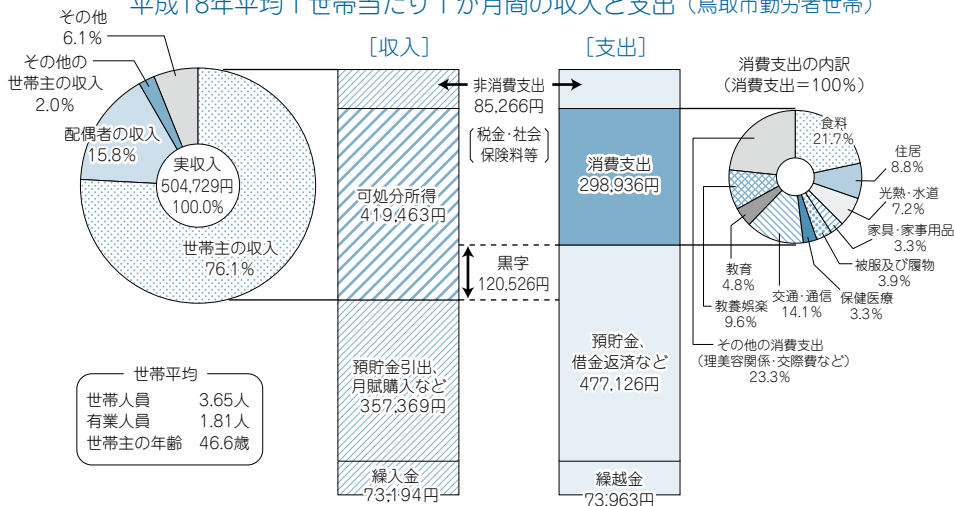 平成18年平均1世帯当たり1か月間の収入と支出（鳥取市勤労者世帯）
［収入］
［支出］
その他
6.1%
その他の
世帯主の収入
2.0%
配偶者の収入
15.8%
実収入
504,729円
100.0%
世帯主の収入
76.1%
非消費支出
85,266円
税金・社会
保険料等
可処分所得
419,463円
黒字
120,526円
預貯金引出、
月賦購入など
357,369円
繰入金
73,194円
消費支出
298,936円
預貯金、
借金返済など
477,126円
繰越金
73,963円
消費支出の内訳
（消費支出＝100%）
食料
21.7%
住居
8.8%
光熱・水道
7.2%
家具・家事用品
3.3%
被服及び履物
3.9%
保健医療
3.3%
交通・通信
14.1%
教育
4.8%
教養娯楽
9.6%
その他の消費支出
（理美容関係・交際費など）
23.3%
世帯平均
世帯人員 3.65人
有業人員 1.81人
世帯主の年齢 46.6歳